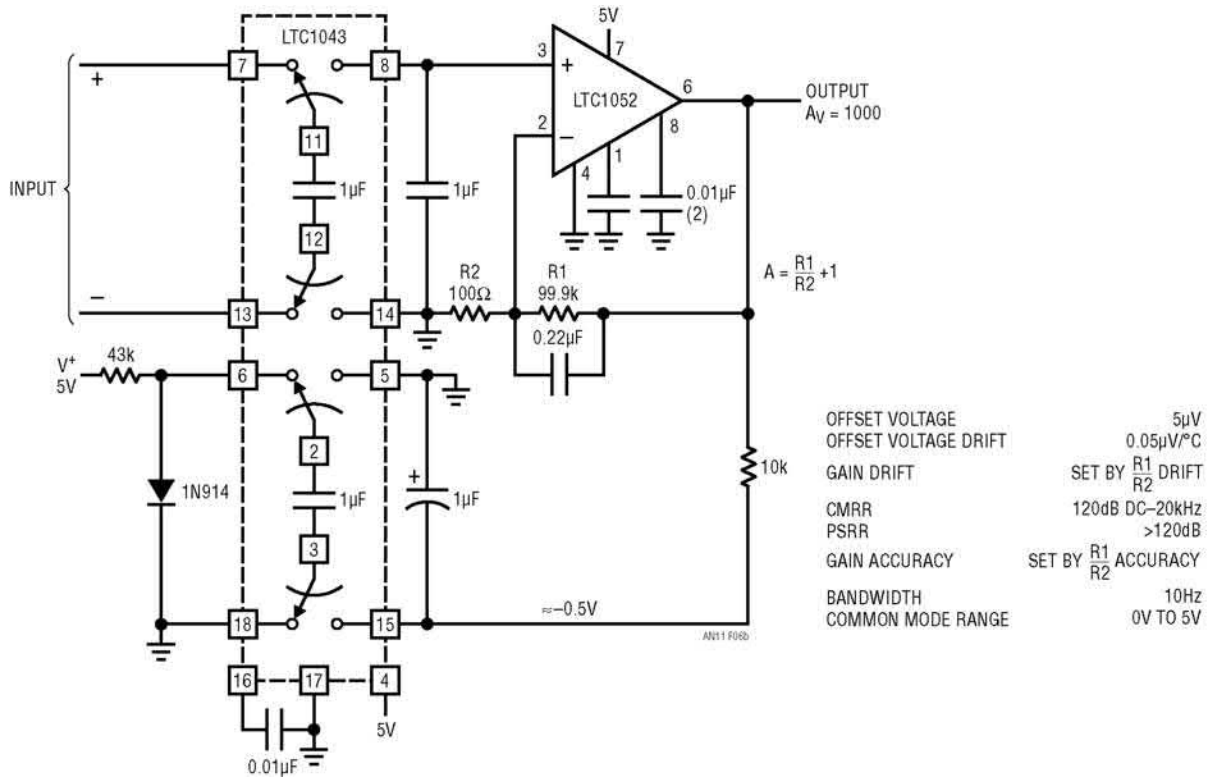 LTC1043
5V
7
8
3
7
+
+
6
OUTPUT
LTC1052
AV = 1000
2
8
11
−
1
4
INPUT
1µF
1µF
0.01µF
(2)
12
R2
R1
A = R1/R2 +1
100Ω
99.9k
−
13
14
0.22µF
43k
V+
5V
6
5
OFFSET VOLTAGE 5µV
OFFSET VOLTAGE DRIFT 0.05µV/°C
2
10k
GAIN DRIFT SET BY R1/R2 DRIFT
+
1N914
1µF
1µF
CMRR 120dB DC–20kHz
PSRR >120dB
3
GAIN ACCURACY SET BY R1/R2 ACCURACY
BANDWIDTH 10Hz
≈–0.5V
COMMON MODE RANGE 0V TO 5V
18
15
AN11 F06b
16
17
4
5V
0.01µF